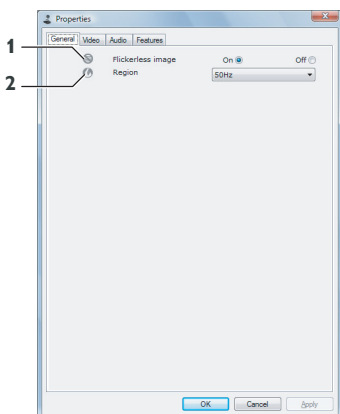 Properties
General Video Audio Features
1 Flickerless image On Off
2 Region 50Hz
OK Cancel Apply